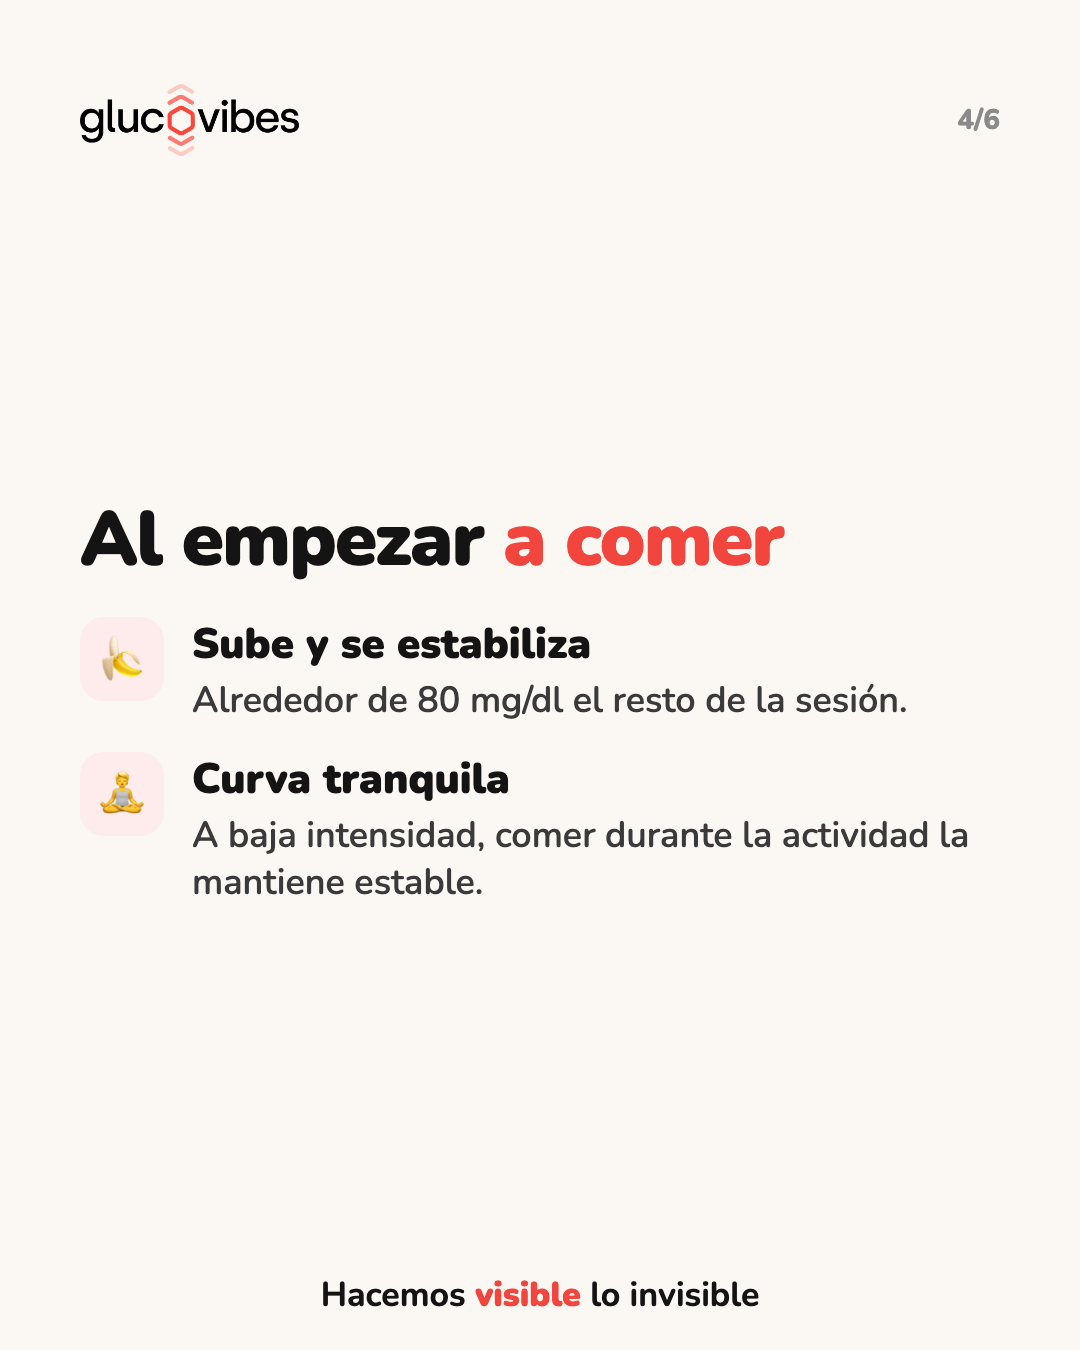 glucovibes
4/6
Al empezar a comer
Sube y se estabiliza
Alrededor de 80 mg/dl el resto de la sesión.
Curva tranquila
A baja intensidad, comer durante la actividad la
mantiene estable.
Hacemos visible lo invisible